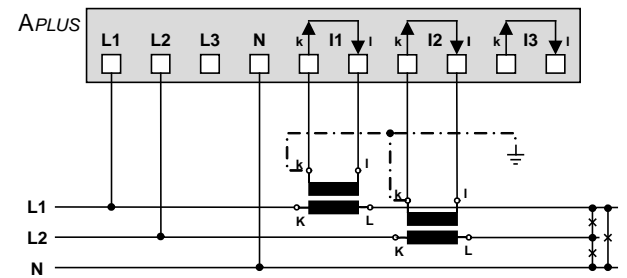 APLUS
L1 L2 L3 N k I1 l k I2 l k I3 l
k l
k l
L1 K L
L2 K L
N